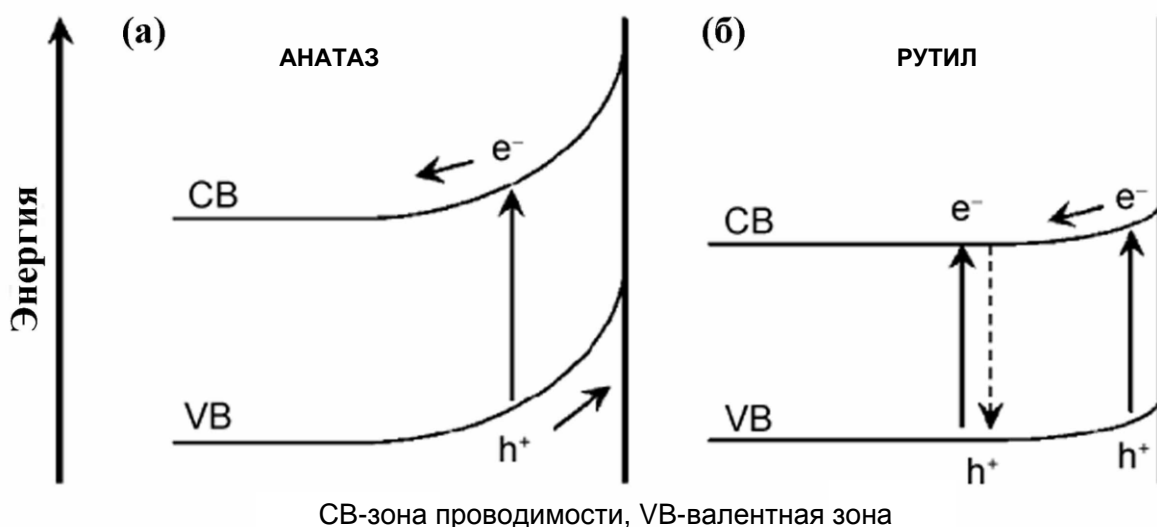 (а)
АНАТАЗ
(б)
РУТИЛ
Энергия
CB
e⁻
VB
h⁺
CB
e⁻
e⁻
VB
h⁺
h⁺
CB-зона проводимости, VB-валентная зона